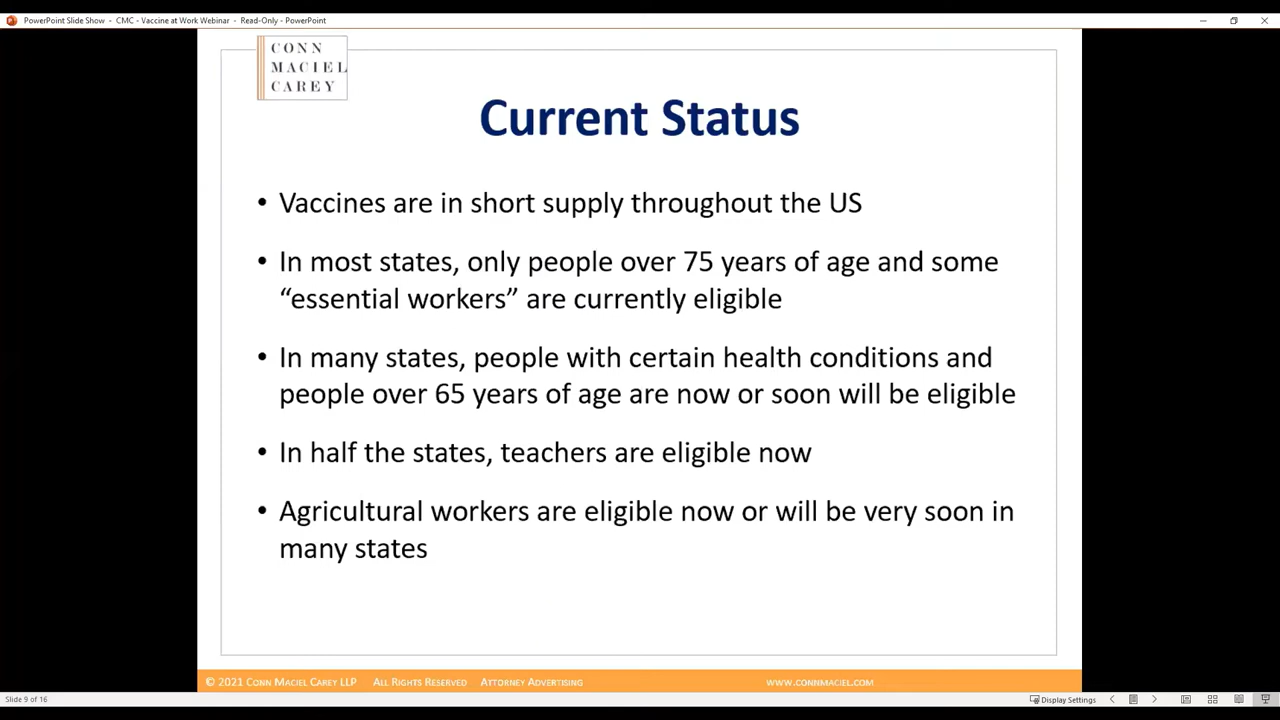 PowerPoint Slide Show - CMC - Vaccine at Work Webinar - Read-Only - PowerPoint
CONN
MACIEL
CAREY
Current Status
• Vaccines are in short supply throughout the US
• In most states, only people over 75 years of age and some
“essential workers” are currently eligible
• In many states, people with certain health conditions and
people over 65 years of age are now or soon will be eligible
• In half the states, teachers are eligible now
• Agricultural workers are eligible now or will be very soon in
many states
© 2021 CONN MACIEL CAREY LLP ALL RIGHTS RESERVED ATTORNEY ADVERTISING WWW.CONNMACIEL.COM
Slide 9 of 16 Display Settings